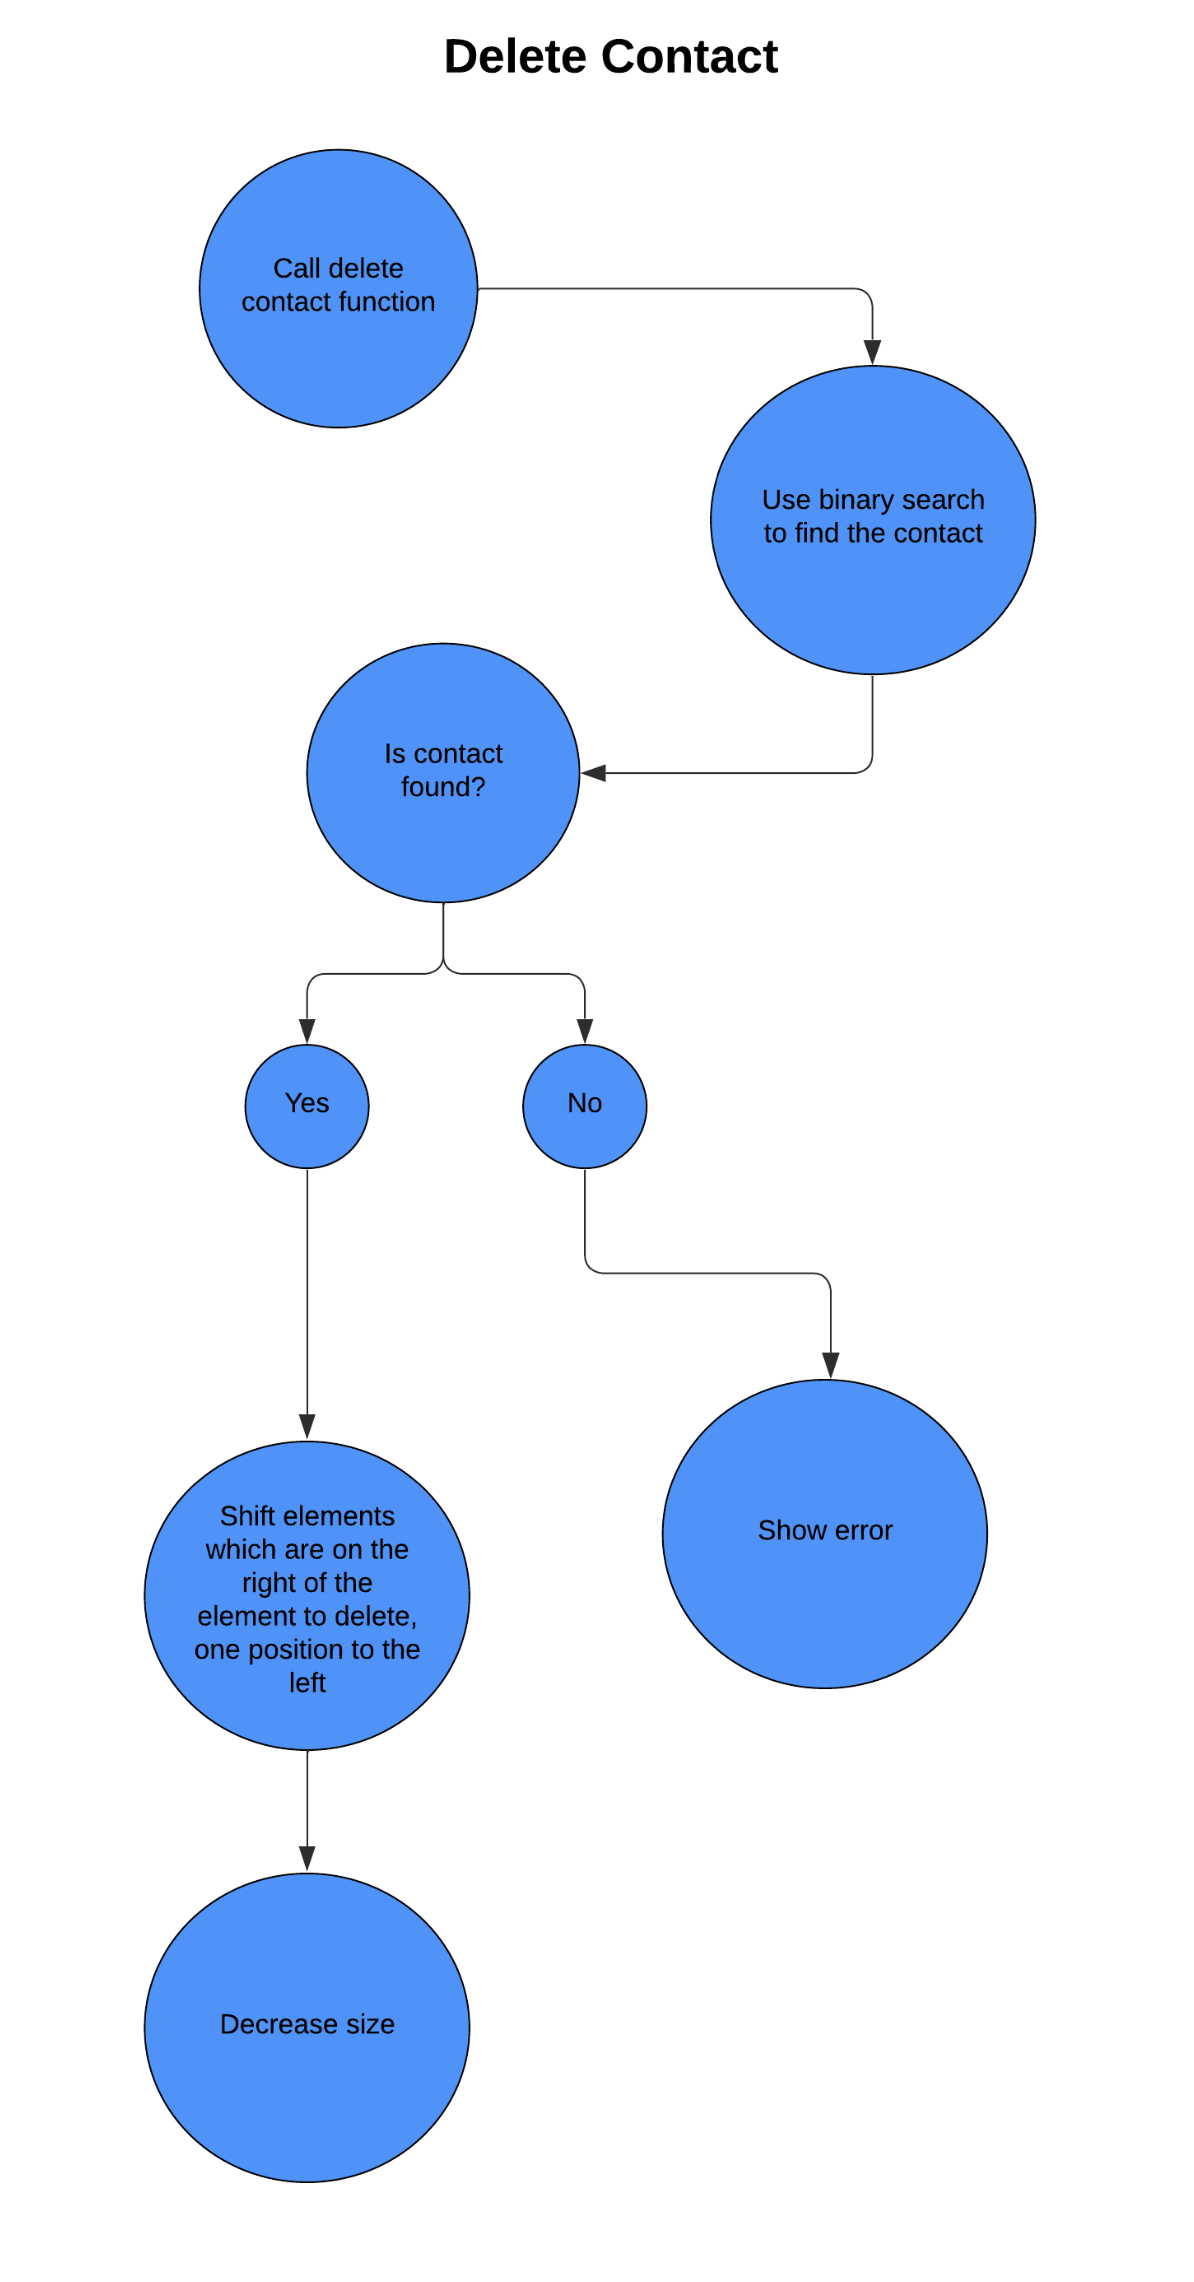 Delete Contact
Call delete
contact function
Use binary search
to find the contact
Is contact
found?
Yes
No
Shift elements
which are on the
right of the
element to delete,
one position to the
left
Show error
Decrease size